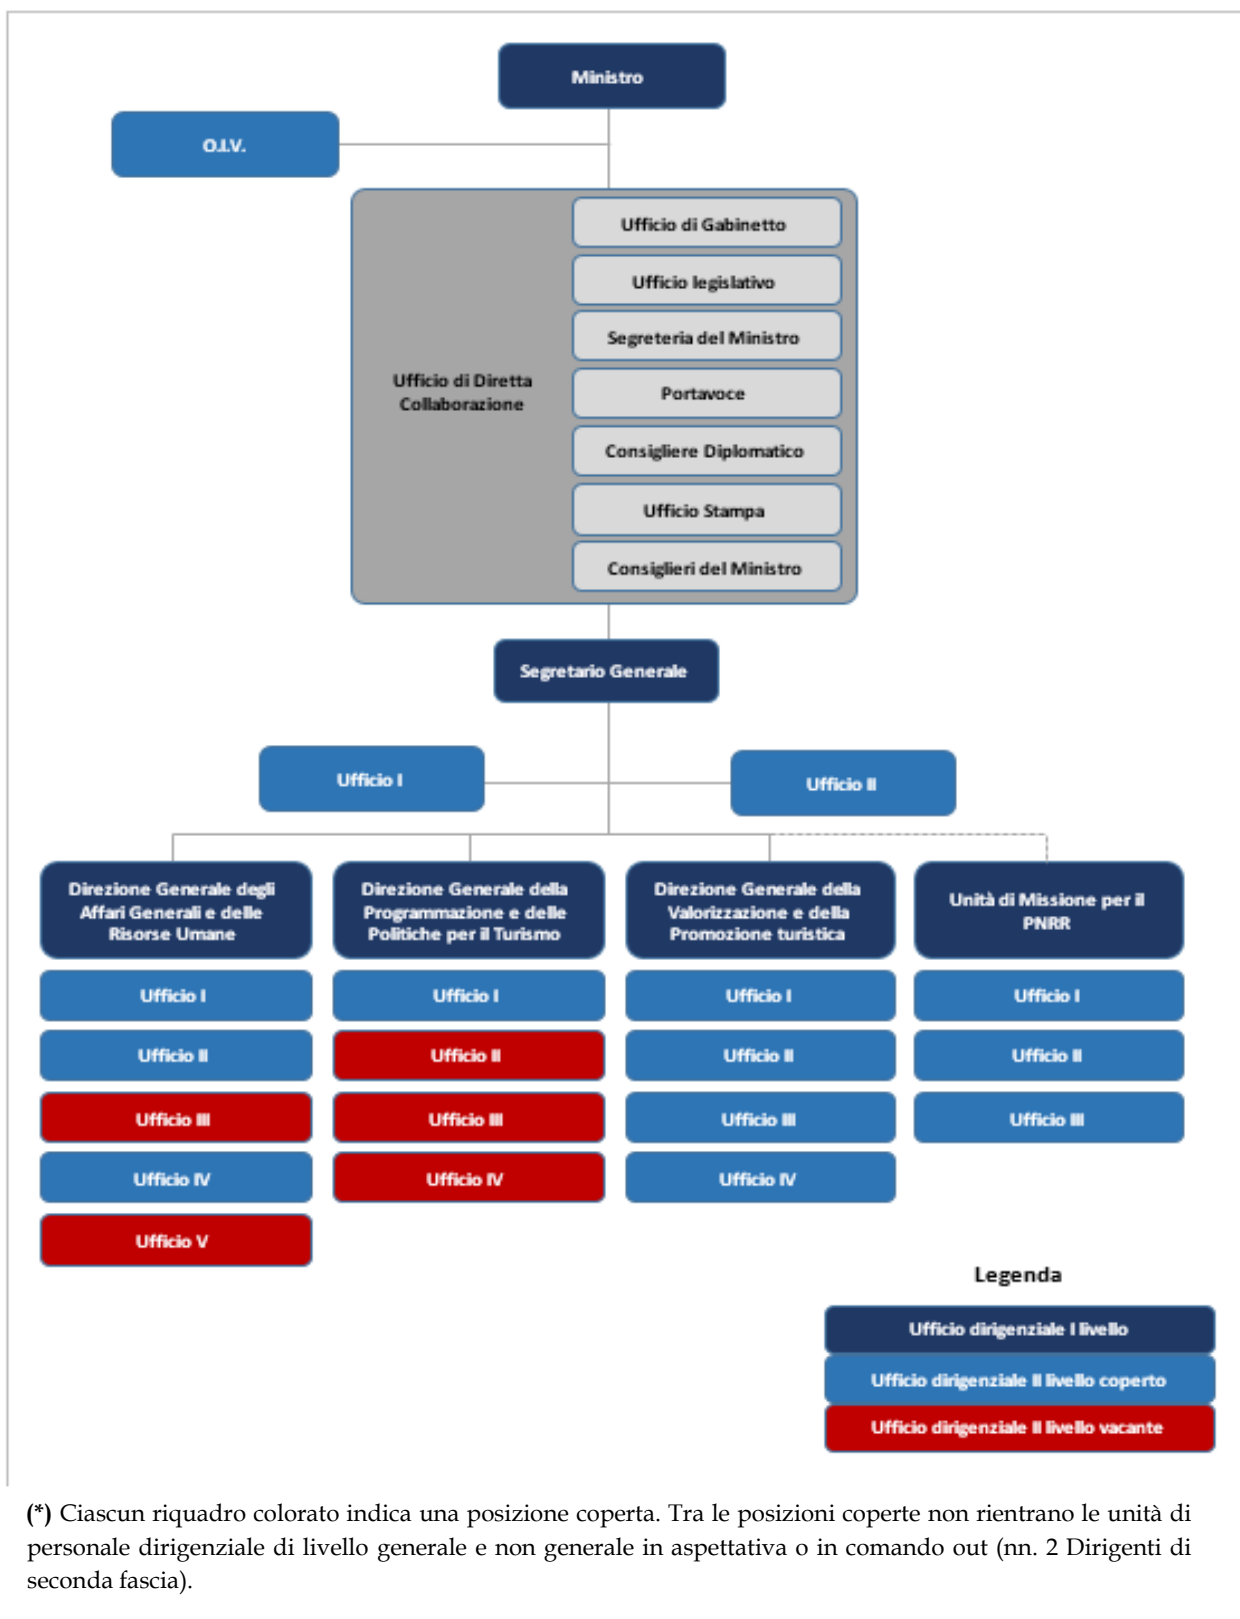 Ministro
O.I.V.
Ufficio di Diretta
Collaborazione
Ufficio di Gabinetto
Ufficio legislativo
Segreteria del Ministro
Portavoce
Consigliere Diplomatico
Ufficio Stampa
Consiglieri del Ministro
Segretario Generale
Ufficio I
Ufficio II
Direzione Generale degli
Affari Generali e delle
Risorse Umane
Ufficio I
Ufficio II
Ufficio III
Ufficio IV
Ufficio V
Direzione Generale della
Programmazione e delle
Politiche per il Turismo
Ufficio I
Ufficio II
Ufficio III
Ufficio IV
Direzione Generale della
Valorizzazione e della
Promozione turistica
Ufficio I
Ufficio II
Ufficio III
Ufficio IV
Unità di Missione per il
PNRR
Ufficio I
Ufficio II
Ufficio III
Legenda
Ufficio dirigenziale I livello
Ufficio dirigenziale II livello coperto
Ufficio dirigenziale II livello vacante
(*) Ciascun riquadro colorato indica una posizione coperta. Tra le posizioni coperte non rientrano le unità di
personale dirigenziale di livello generale e non generale in aspettativa o in comando out (nn. 2 Dirigenti di
seconda fascia).